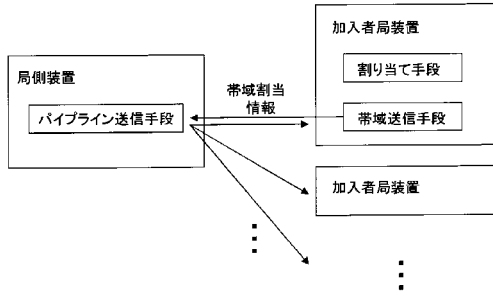 加入者局装置
割り当て手段
帯域送信手段
局側装置
パイプライン送信手段
帯域割当
情報
加入者局装置